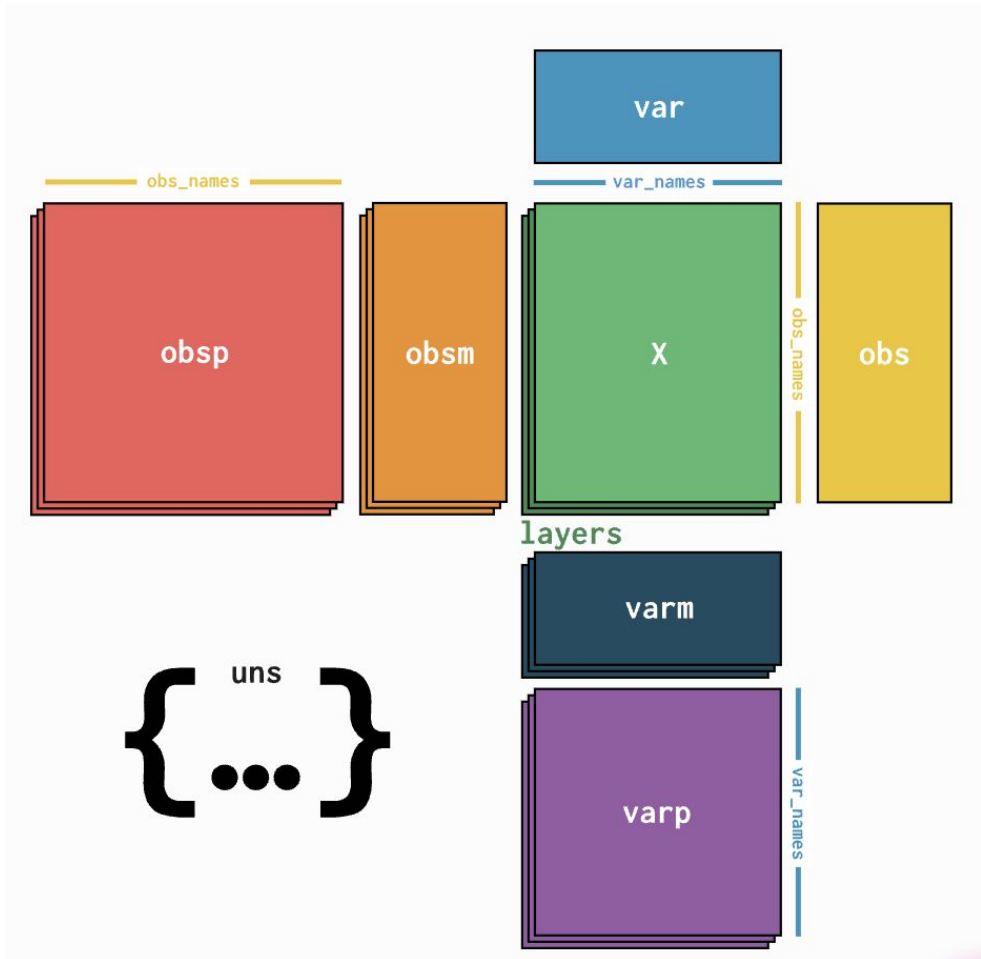 var
obs_names
var_names
obsp
obsm
X
obs_names
obs
layers
varm
uns
{...}
varp
var_names